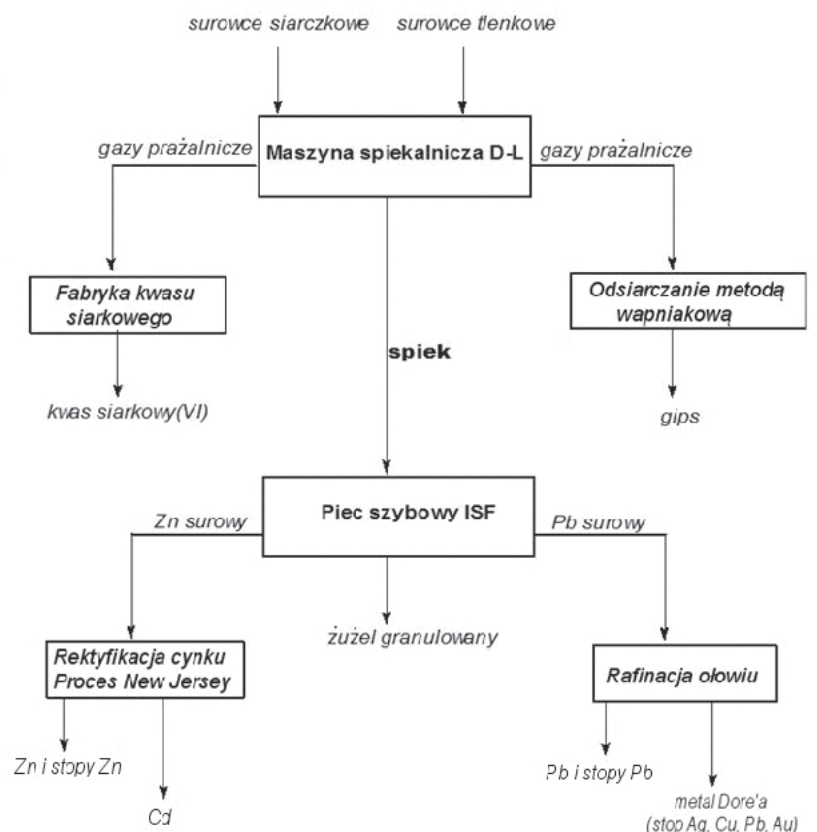 surowce siarczkowe
surowce tlenkowe
gazy prażalnicze
Maszyna spiekalnicza D-L
gazy prażalnicze
Fabryka kwasu
siarkowego
Odsiarczanie metodą
wapniakową
spiek
kwas siarkowy(VI)
gips
Zn surowy
Piec szybowy ISF
Pb surowy
żużel granulowany
Rektyfikacja cynku
Proces New Jersey
Rafinacja ołowiu
Zn i stopy Zn
Cd
Pb i stopy Pb
metal Dore'a
(stop Ag, Cu, Pb, Au)